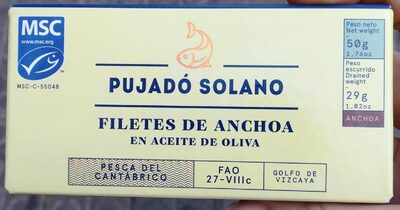 MSC
www.msc.org
MSC-C-55048
PUJADÓ SOLANO
FILETES DE ANCHOA
EN ACEITE DE OLIVA
PESCA DEL
CANTÁBRICO
FAO
27-VIIIc
GOLFO DE
VIZCAYA
Peso neto
Net weight
50g
1,76oz
Peso
escurrido
Drained
weight
29g
1,02oz
ANCHOA